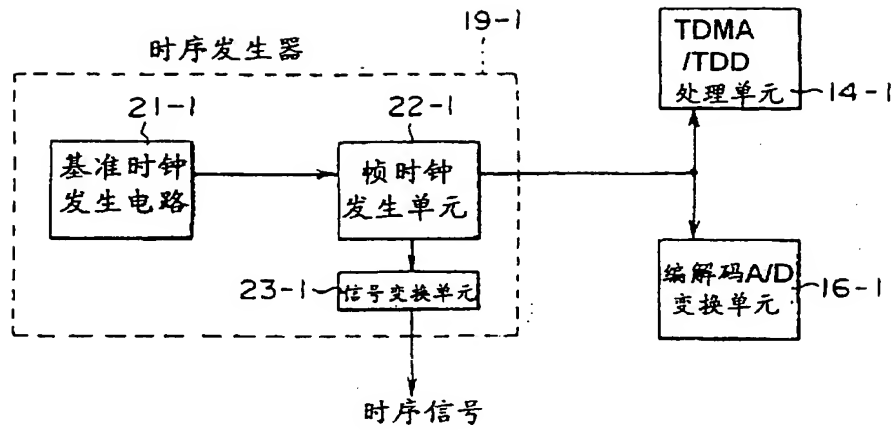 19-1
时序发生器
TDMA
/TDD
处理单元
14-1
21-1
22-1
基准时钟
发生电路
帧时钟
发生单元
23-1
信号变换单元
编解码A/D
变换单元
16-1
时序信号